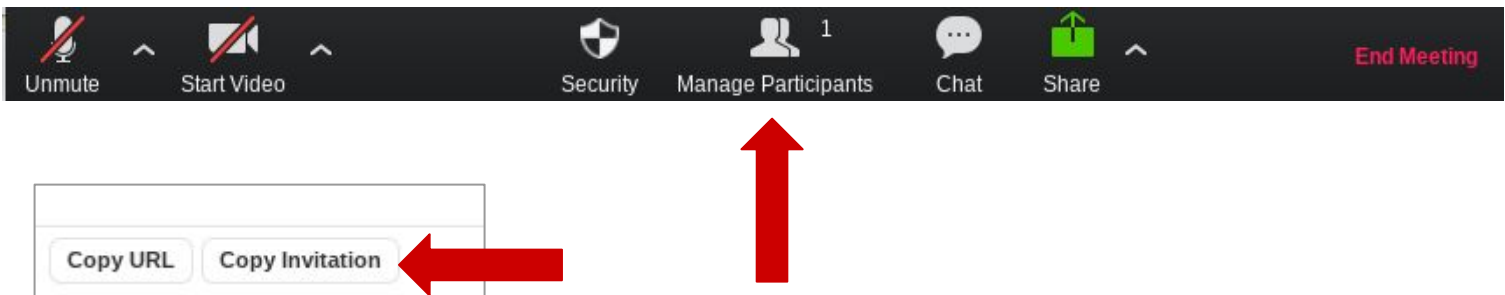 1
Unmute Start Video Security Manage Participants Chat Share End Meeting
Copy URL Copy Invitation